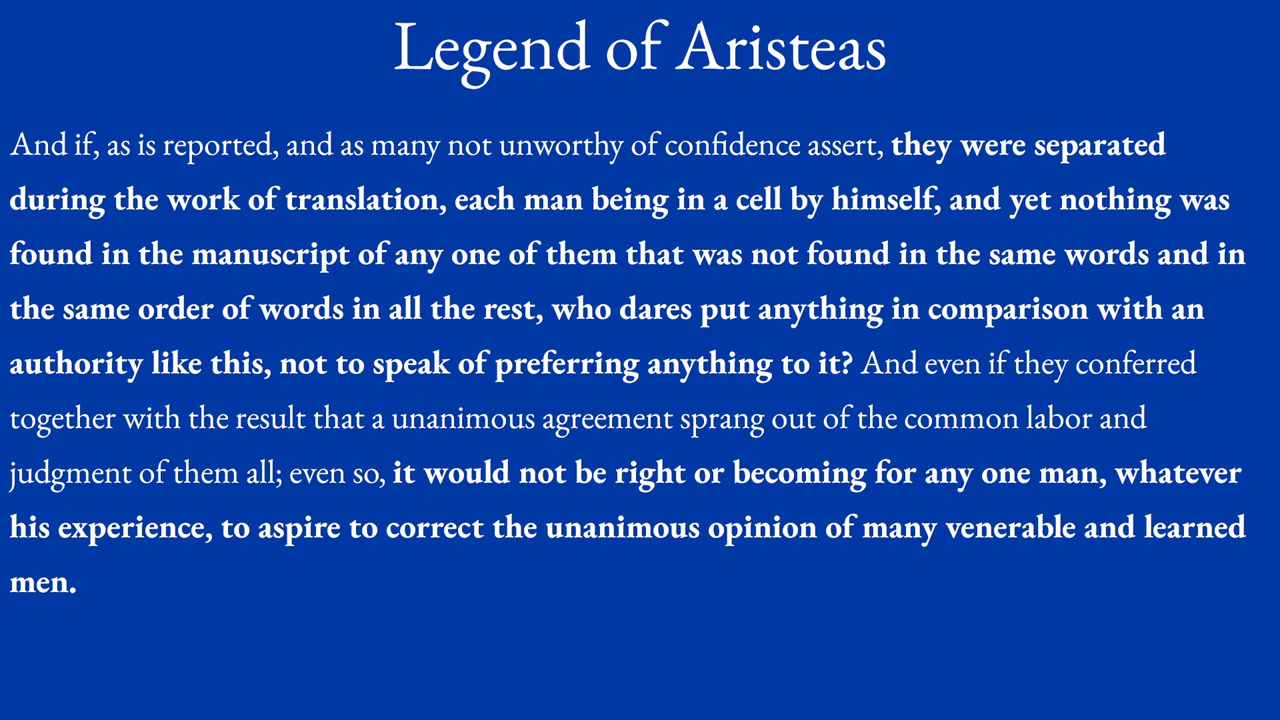 Legend of Aristeas
And if, as is reported, and as many not unworthy of confidence assert, they were separated
during the work of translation, each man being in a cell by himself, and yet nothing was
found in the manuscript of any one of them that was not found in the same words and in
the same order of words in all the rest, who dares put anything in comparison with an
authority like this, not to speak of preferring anything to it? And even if they conferred
together with the result that a unanimous agreement sprang out of the common labor and
judgment of them all; even so, it would not be right or becoming for any one man, whatever
his experience, to aspire to correct the unanimous opinion of many venerable and learned
men.